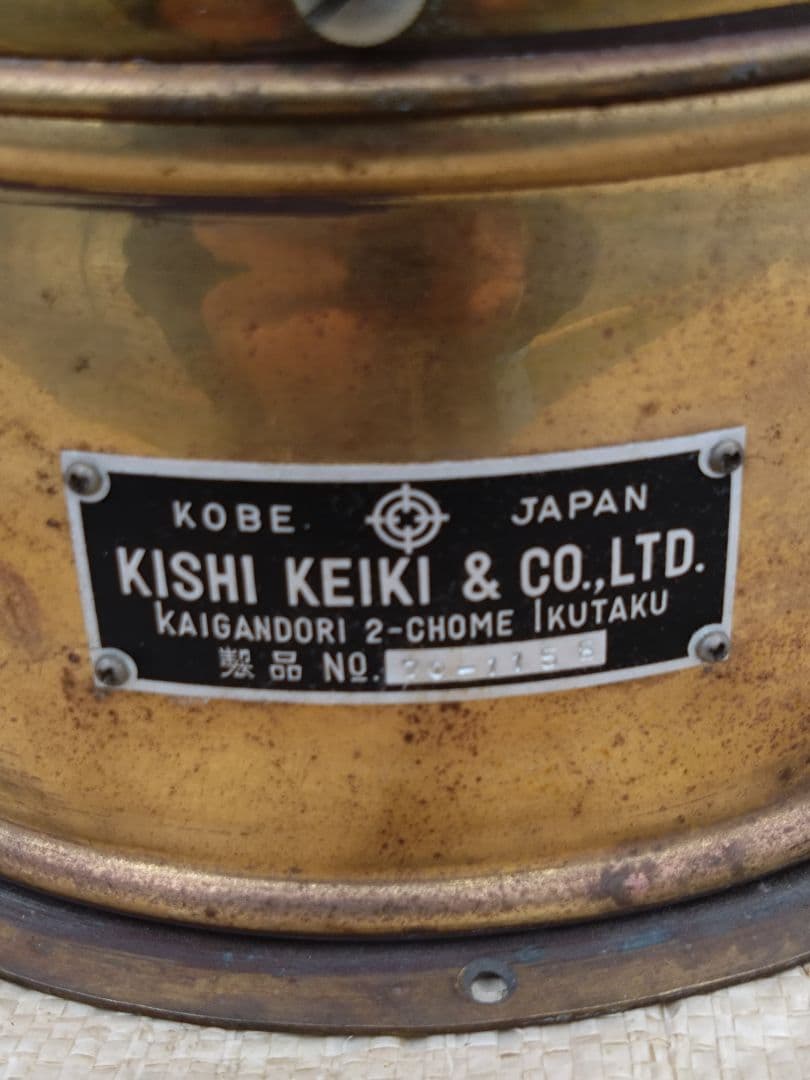 KOBE JAPAN
KISHI KEIKI & CO.,LTD.
KAIGANDORI 2-CHOME IKUTAKU
製品 NO.